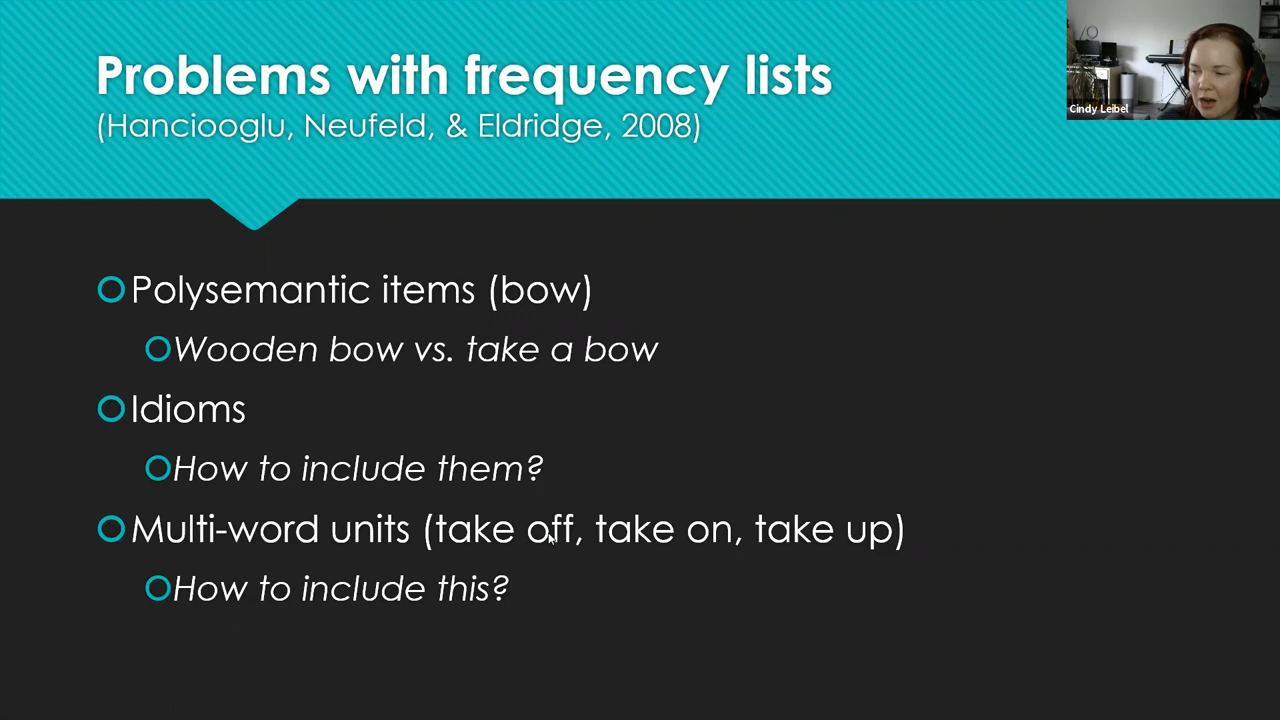 Problems with frequency lists
(Hanciooglu, Neufeld, & Eldridge, 2008)
Cindy Leibel
Polysemantic items (bow)
Wooden bow vs. take a bow
Idioms
How to include them?
Multi-word units (take off, take on, take up)
How to include this?